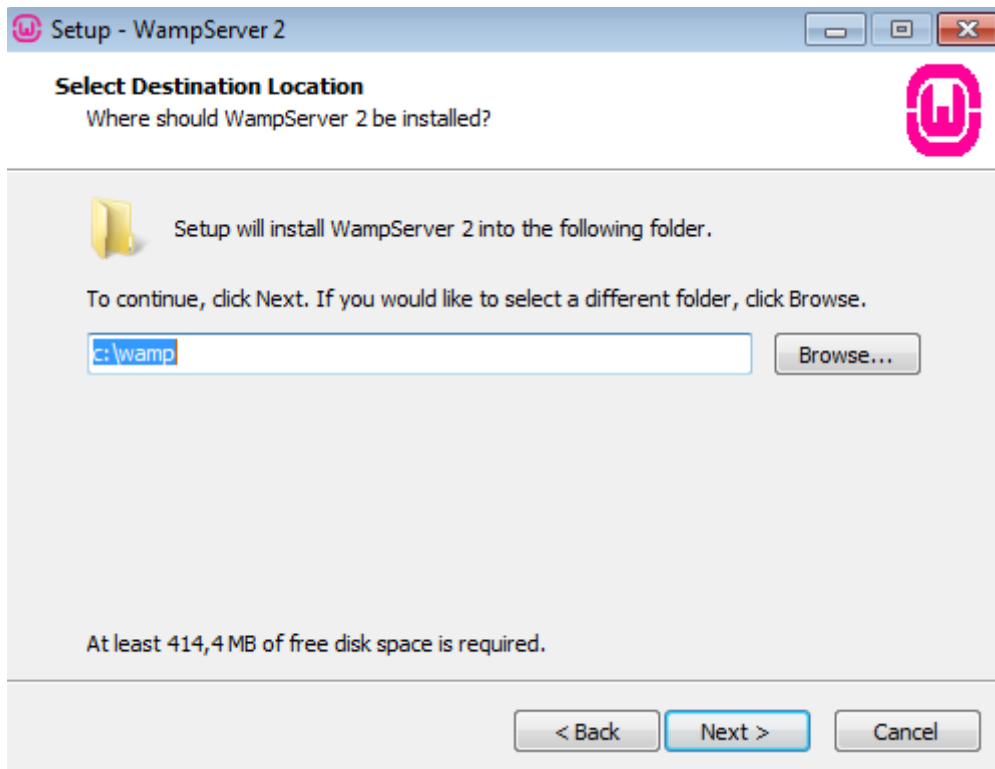 Setup - WampServer 2
Select Destination Location
Where should WampServer 2 be installed?
Setup will install WampServer 2 into the following folder.
To continue, click Next. If you would like to select a different folder, click Browse.
c:\wamp
Browse...
At least 414,4 MB of free disk space is required.
< Back
Next >
Cancel